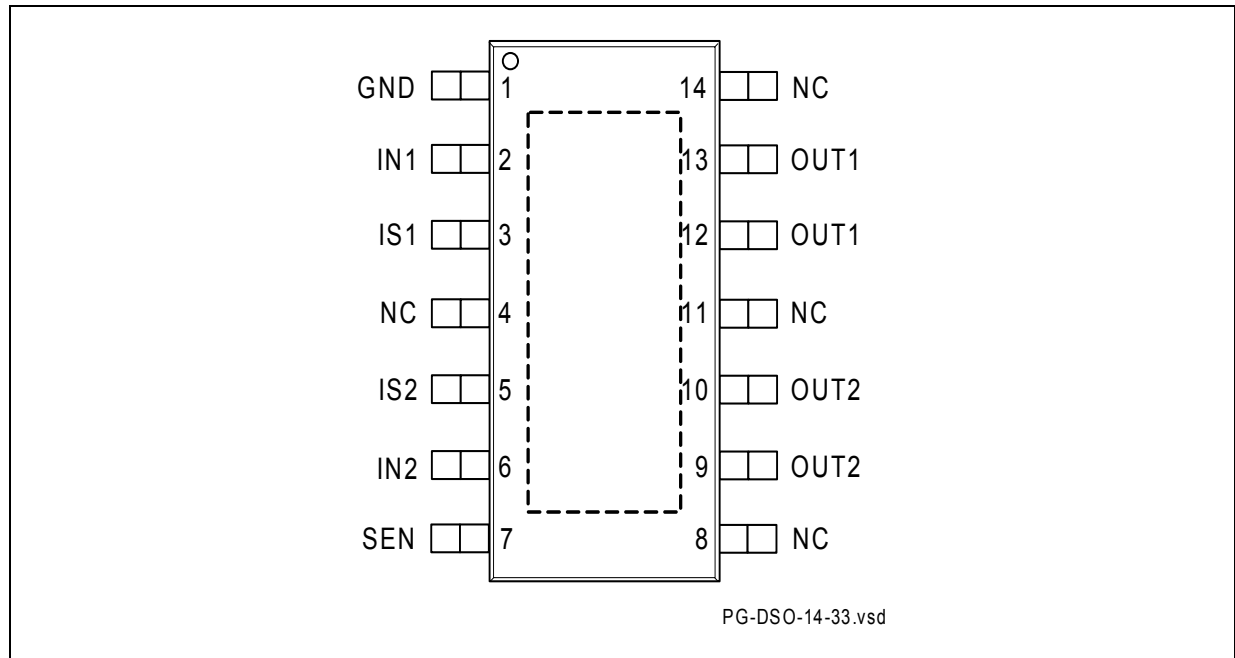 GND 1 14 NC
IN1 2 13 OUT1
IS1 3 12 OUT1
NC 4 11 NC
IS2 5 10 OUT2
IN2 6 9 OUT2
SEN 7 8 NC
PG-DSO-14-33.vsd